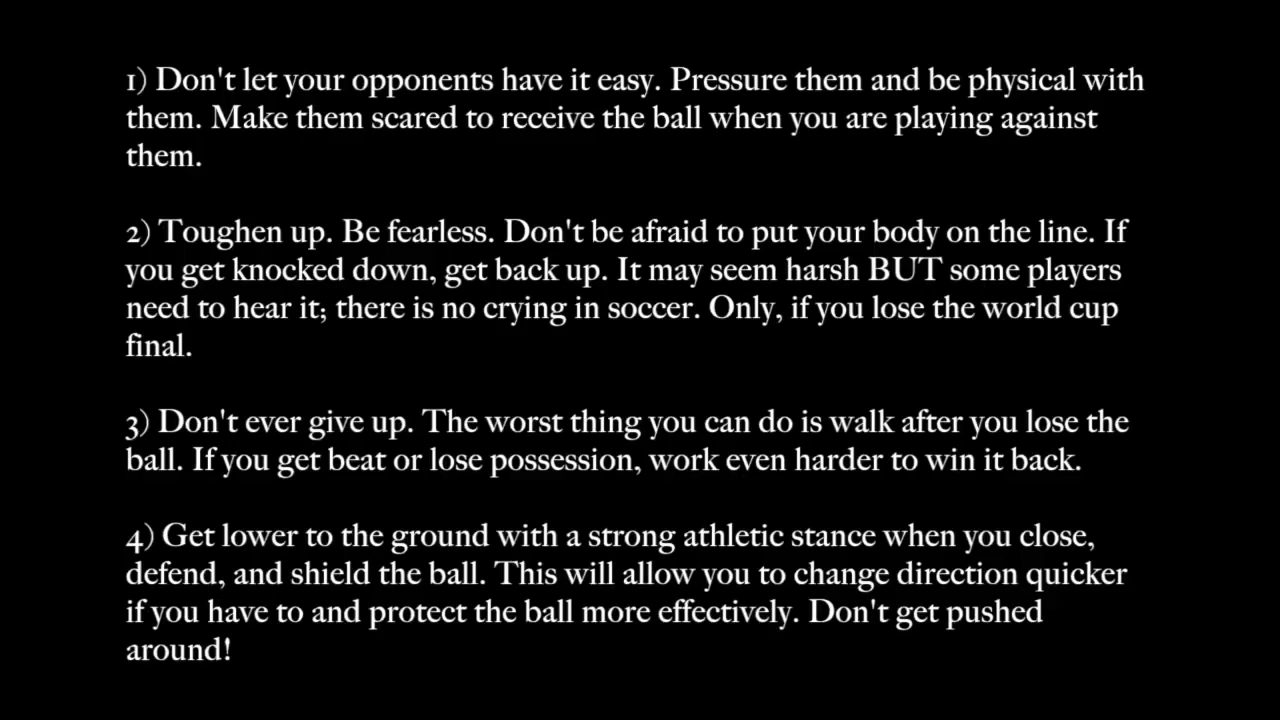 1) Don't let your opponents have it easy. Pressure them and be physical with
them. Make them scared to receive the ball when you are playing against
them.
2) Toughen up. Be fearless. Don't be afraid to put your body on the line. If
you get knocked down, get back up. It may seem harsh BUT some players
need to hear it; there is no crying in soccer. Only, if you lose the world cup
final.
3) Don't ever give up. The worst thing you can do is walk after you lose the
ball. If you get beat or lose possession, work even harder to win it back.
4) Get lower to the ground with a strong athletic stance when you close,
defend, and shield the ball. This will allow you to change direction quicker
if you have to and protect the ball more effectively. Don't get pushed
around!